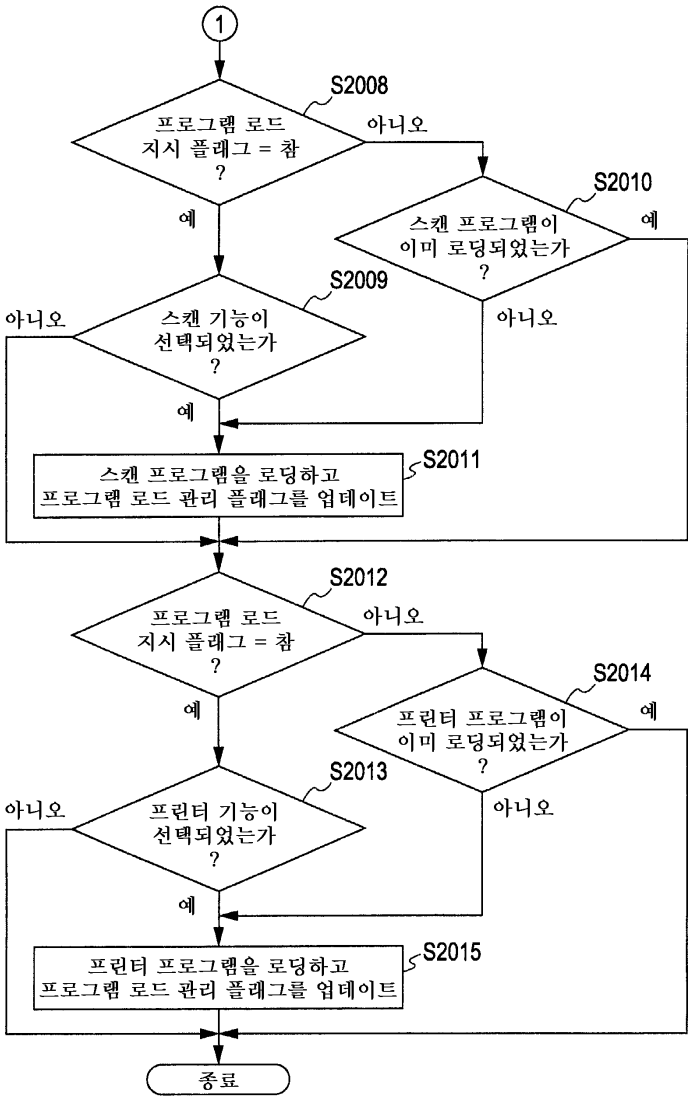 1
S2008
프로그램 로드
지시 플래그 = 참
?
아니오
예
S2010
스캔 프로그램이
이미 로딩되었는가
?
예
아니오
S2009
스캔 기능이
선택되었는가
?
아니오
예
S2011
스캔 프로그램을 로딩하고
프로그램 로드 관리 플래그를 업데이트
S2012
프로그램 로드
지시 플래그 = 참
?
아니오
예
S2014
프린터 프로그램이
이미 로딩되었는가
?
예
아니오
S2013
프린터 기능이
선택되었는가
?
아니오
예
S2015
프린터 프로그램을 로딩하고
프로그램 로드 관리 플래그를 업데이트
종료